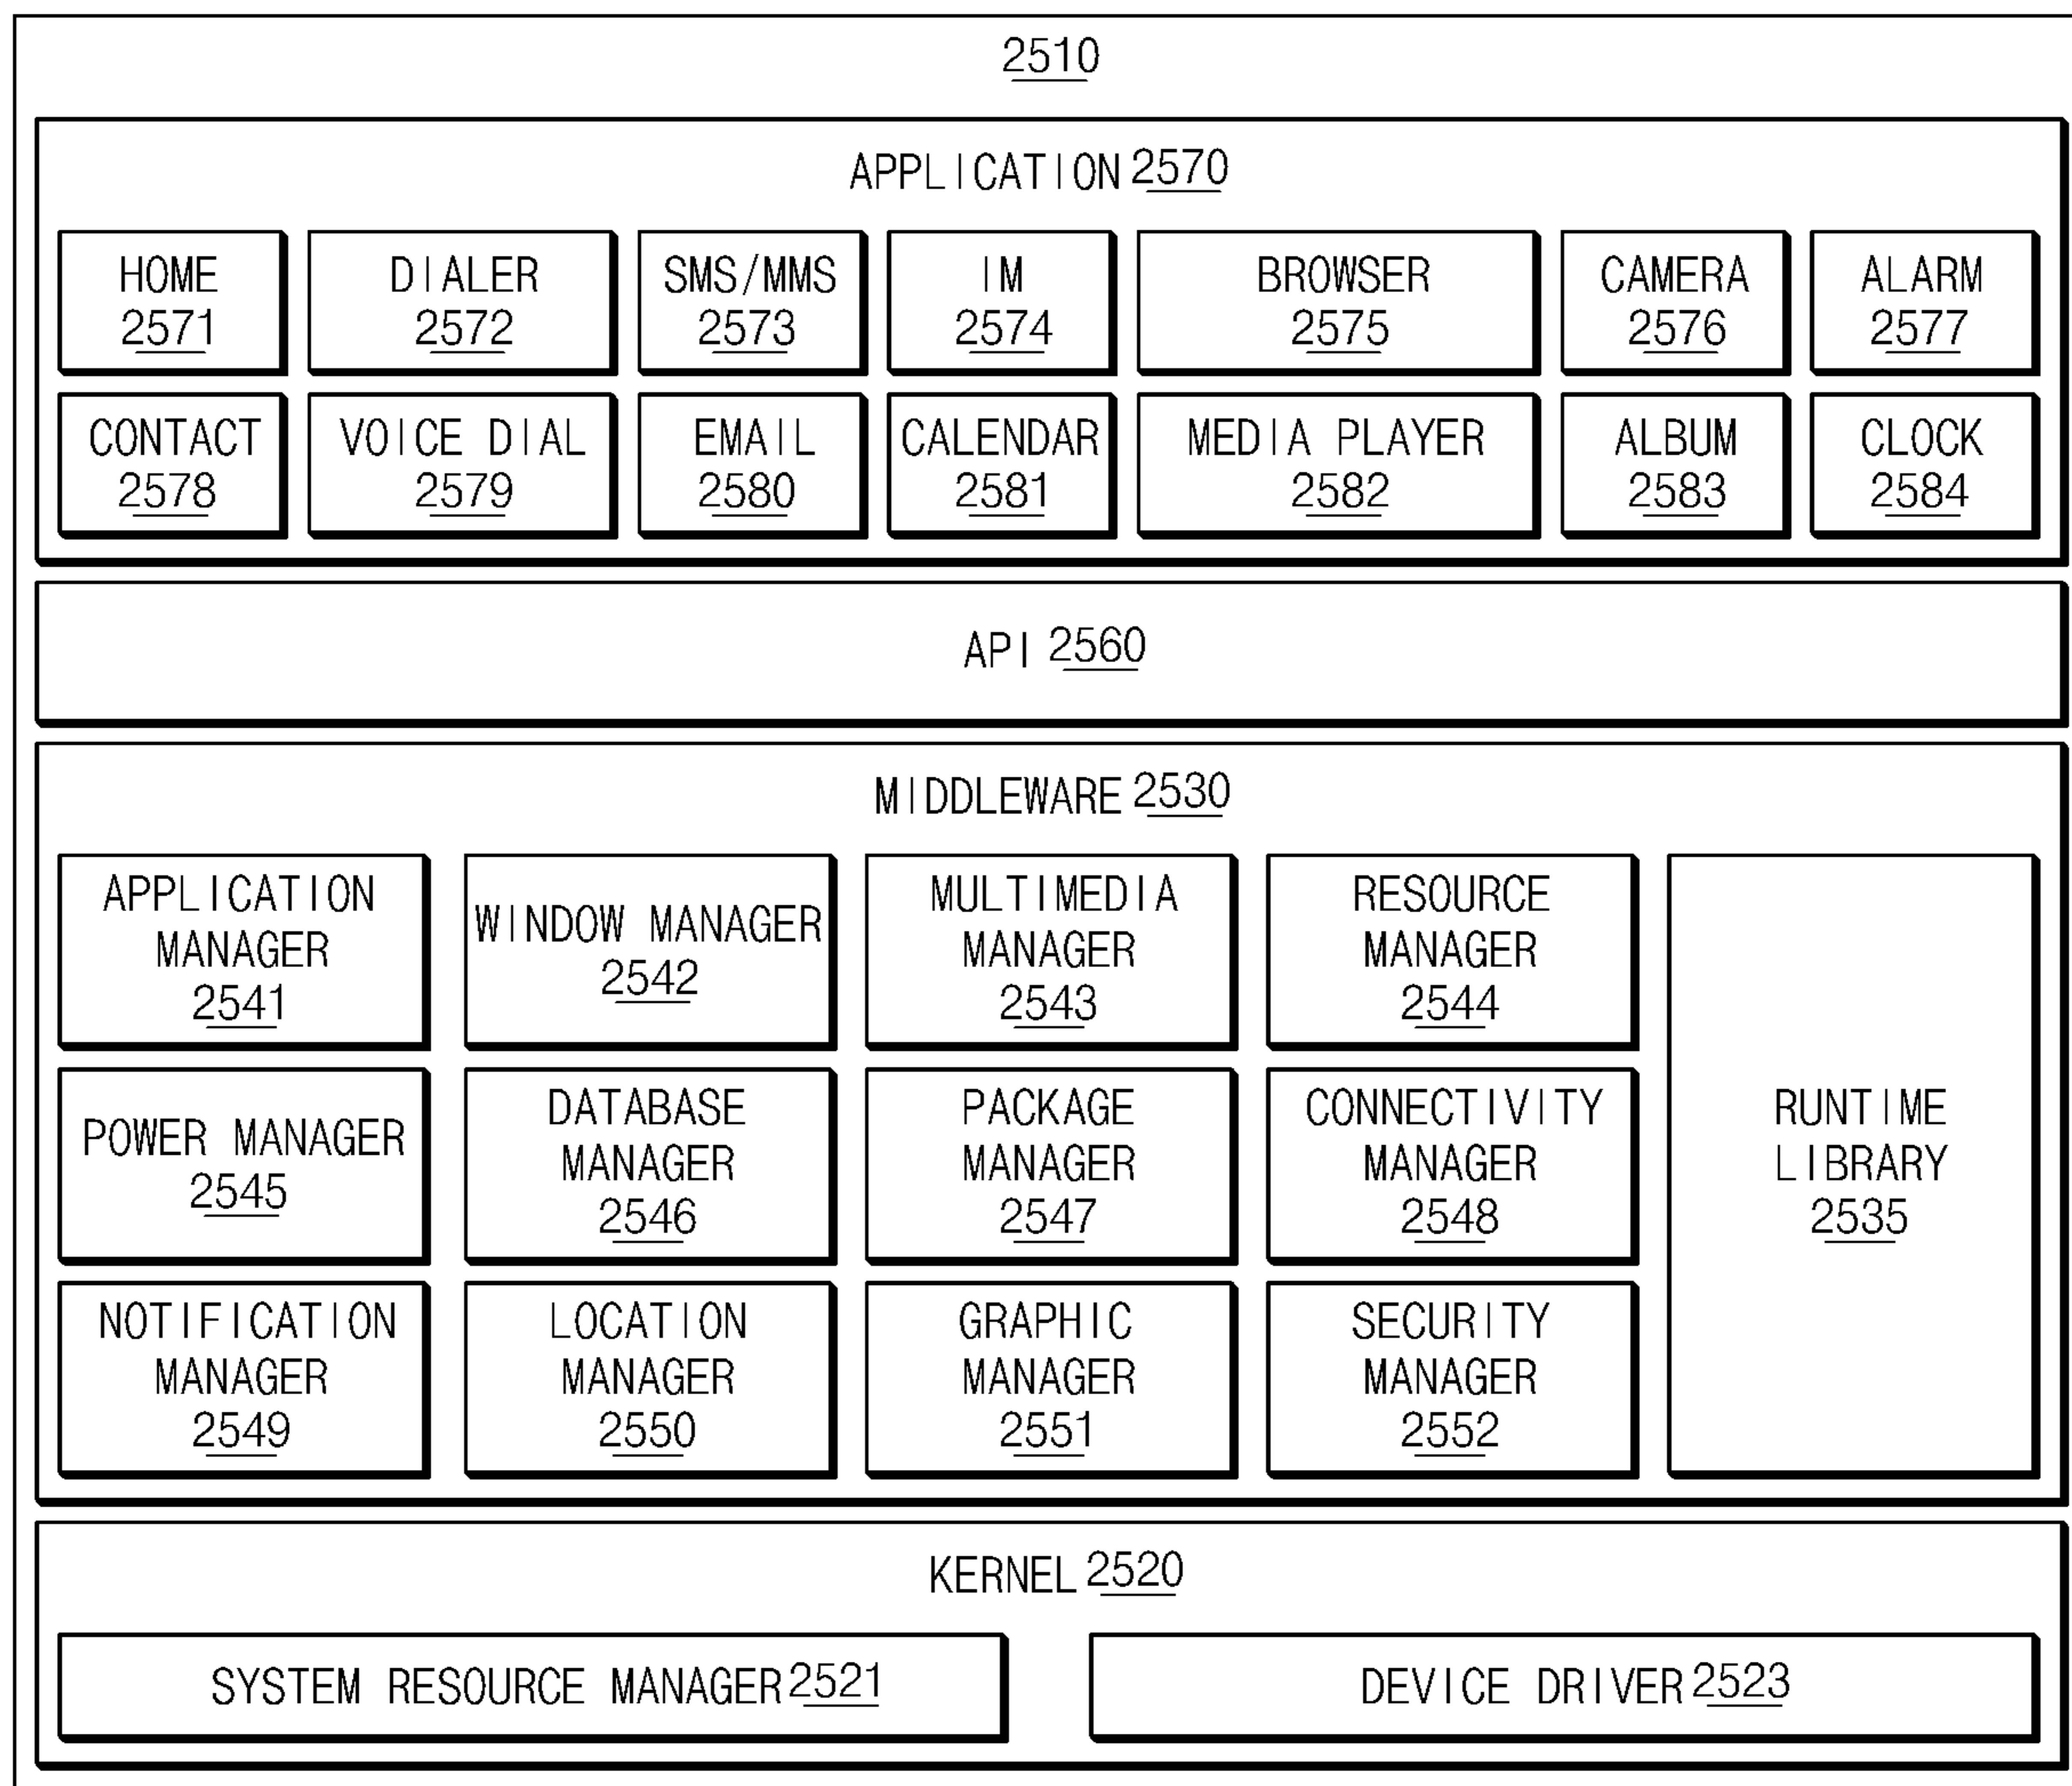 2510
APPLICATION 2570
HOME
2571
DIALER
2572
SMS/MMS
2573
IM
2574
BROWSER
2575
CAMERA
2576
ALARM
2577
CONTACT
2578
VOICE DIAL
2579
EMAIL
2580
CALENDAR
2581
MEDIA PLAYER
2582
ALBUM
2583
CLOCK
2584
API 2560
MIDDLEWARE 2530
APPLICATION
MANAGER
2541
WINDOW MANAGER
2542
MULTIMEDIA
MANAGER
2543
RESOURCE
MANAGER
2544
POWER MANAGER
2545
DATABASE
MANAGER
2546
PACKAGE
MANAGER
2547
CONNECTIVITY
MANAGER
2548
RUNTIME
LIBRARY
2535
NOTIFICATION
MANAGER
2549
LOCATION
MANAGER
2550
GRAPHIC
MANAGER
2551
SECURITY
MANAGER
2552
KERNEL 2520
SYSTEM RESOURCE MANAGER 2521
DEVICE DRIVER 2523